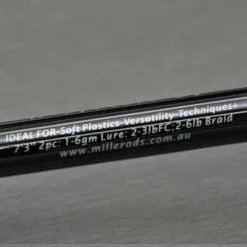 IDEAL FOR-Soft Plastics-Versatility-Techniques+
7'3" 2pc: 1-6gm Lure: 2-3lbFC;2-6lb Braid
www.millerods.com.au